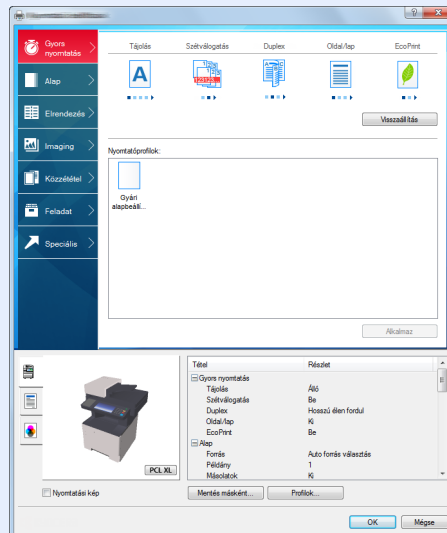 Gyors nyomtatás
Alap
Elrendezés
Imaging
Közzététel
Feladat
Speciális
Tájolás
Szétválogatás
Duplex
Oldal/lap
EcoPrint
Visszaállítás
Nyomtatóprofilok:
Gyári
alapbeállí...
Alkalmaz
PCL XL
Nyomtatási kép
Tétel Részlet
Gyors nyomtatás
Tájolás Álló
Szétválogatás Be
Duplex Hosszú élen fordul
Oldal/lap Ki
EcoPrint Be
Alap
Forrás Auto forrás választás
Példány 1
Másolatok Ki
Mentés másként... Profilok...
OK Mégse